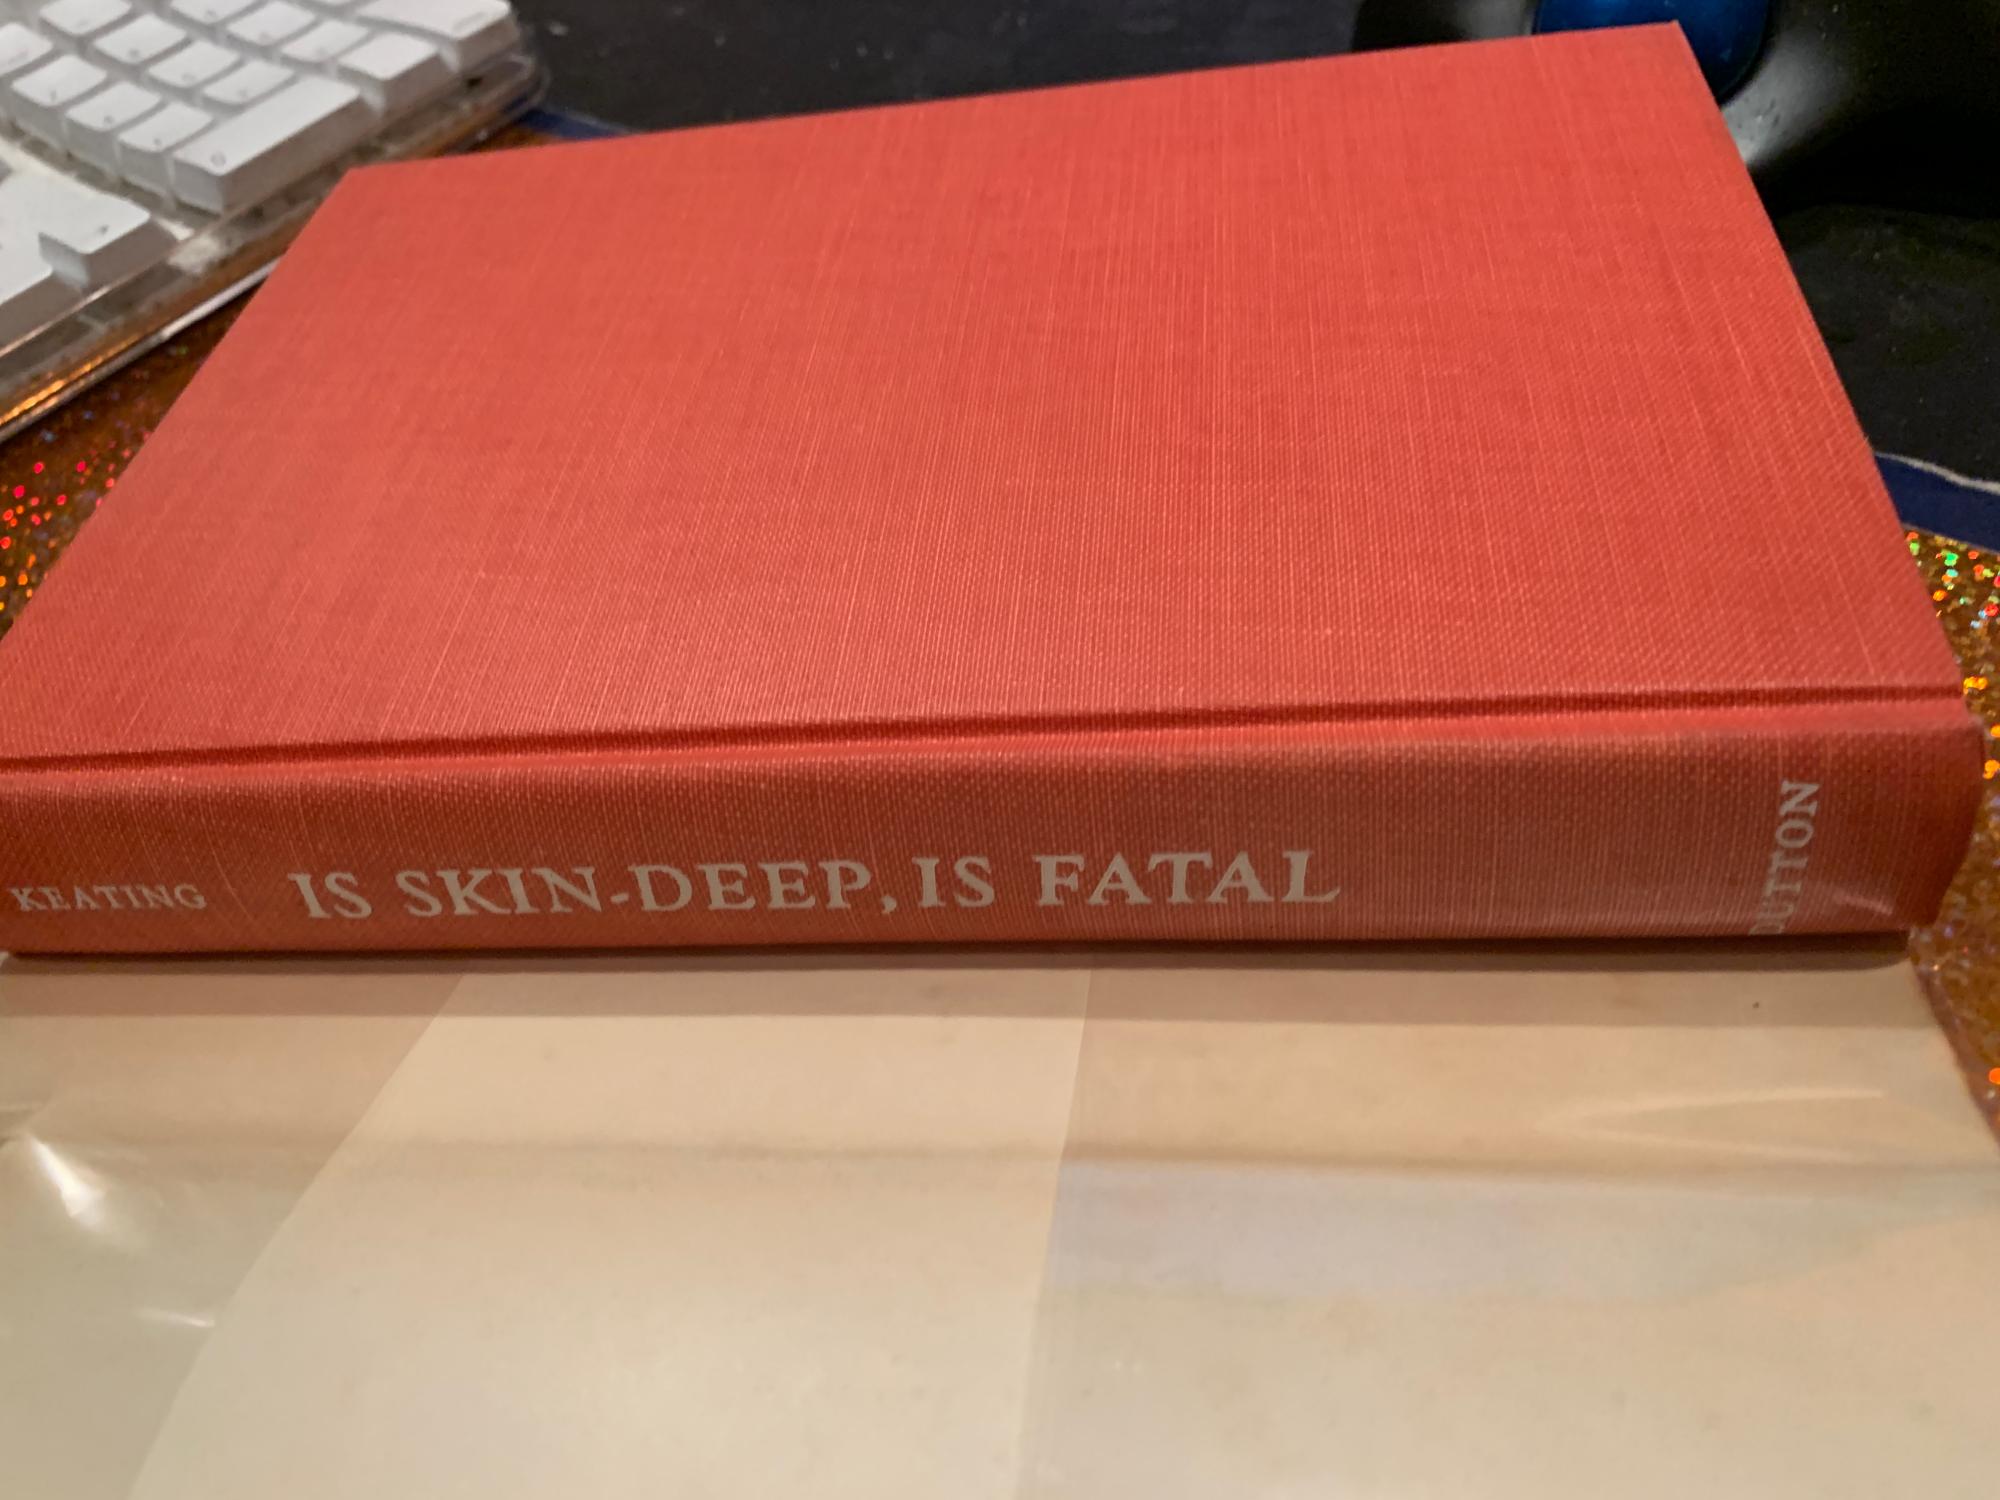 KEATING
IS SKIN-DEEP, IS FATAL
DUTTON